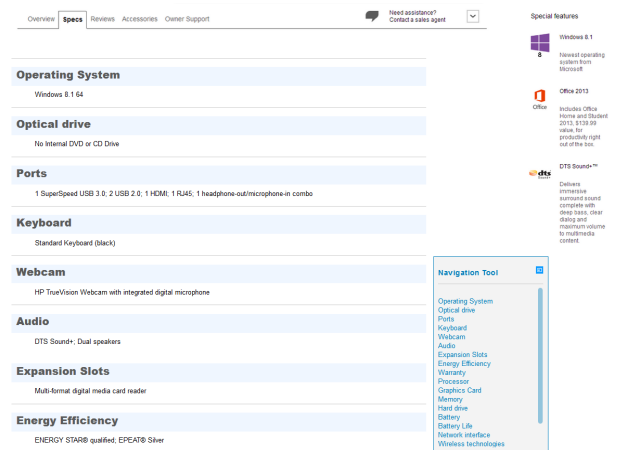 Overview Specs Reviews Accessories Owner Support
Need assistance?
Contact a sales agent
Operating System
Windows 8.1 64
Optical drive
No Internal DVD or CD Drive
Ports
1 SuperSpeed USB 3.0; 2 USB 2.0; 1 HDMI; 1 RJ45; 1 headphone-out/microphone-in combo
Keyboard
Standard Keyboard (black)
Webcam
HP TrueVision Webcam with integrated digital microphone
Audio
DTS Sound+; Dual speakers
Expansion Slots
Multi-format digital media card reader
Energy Efficiency
ENERGY STAR® qualified; EPEAT® Silver
Special features
8
Windows 8.1
Newest operating
system from
Microsoft
Office
Office 2013
Includes Office
Home and Student
2013, $139.99
value, for
productivity right
out of the box.
dts
DTS Sound+™
Delivers
immersive
surround sound
complete with
deep bass, clear
dialog and
maximum volume
to multimedia
content.
Navigation Tool
Operating System
Optical drive
Ports
Keyboard
Webcam
Audio
Expansion Slots
Energy Efficiency
Warranty
Processor
Graphics Card
Memory
Hard drive
Battery
Battery Life
Network interface
Wireless technologies